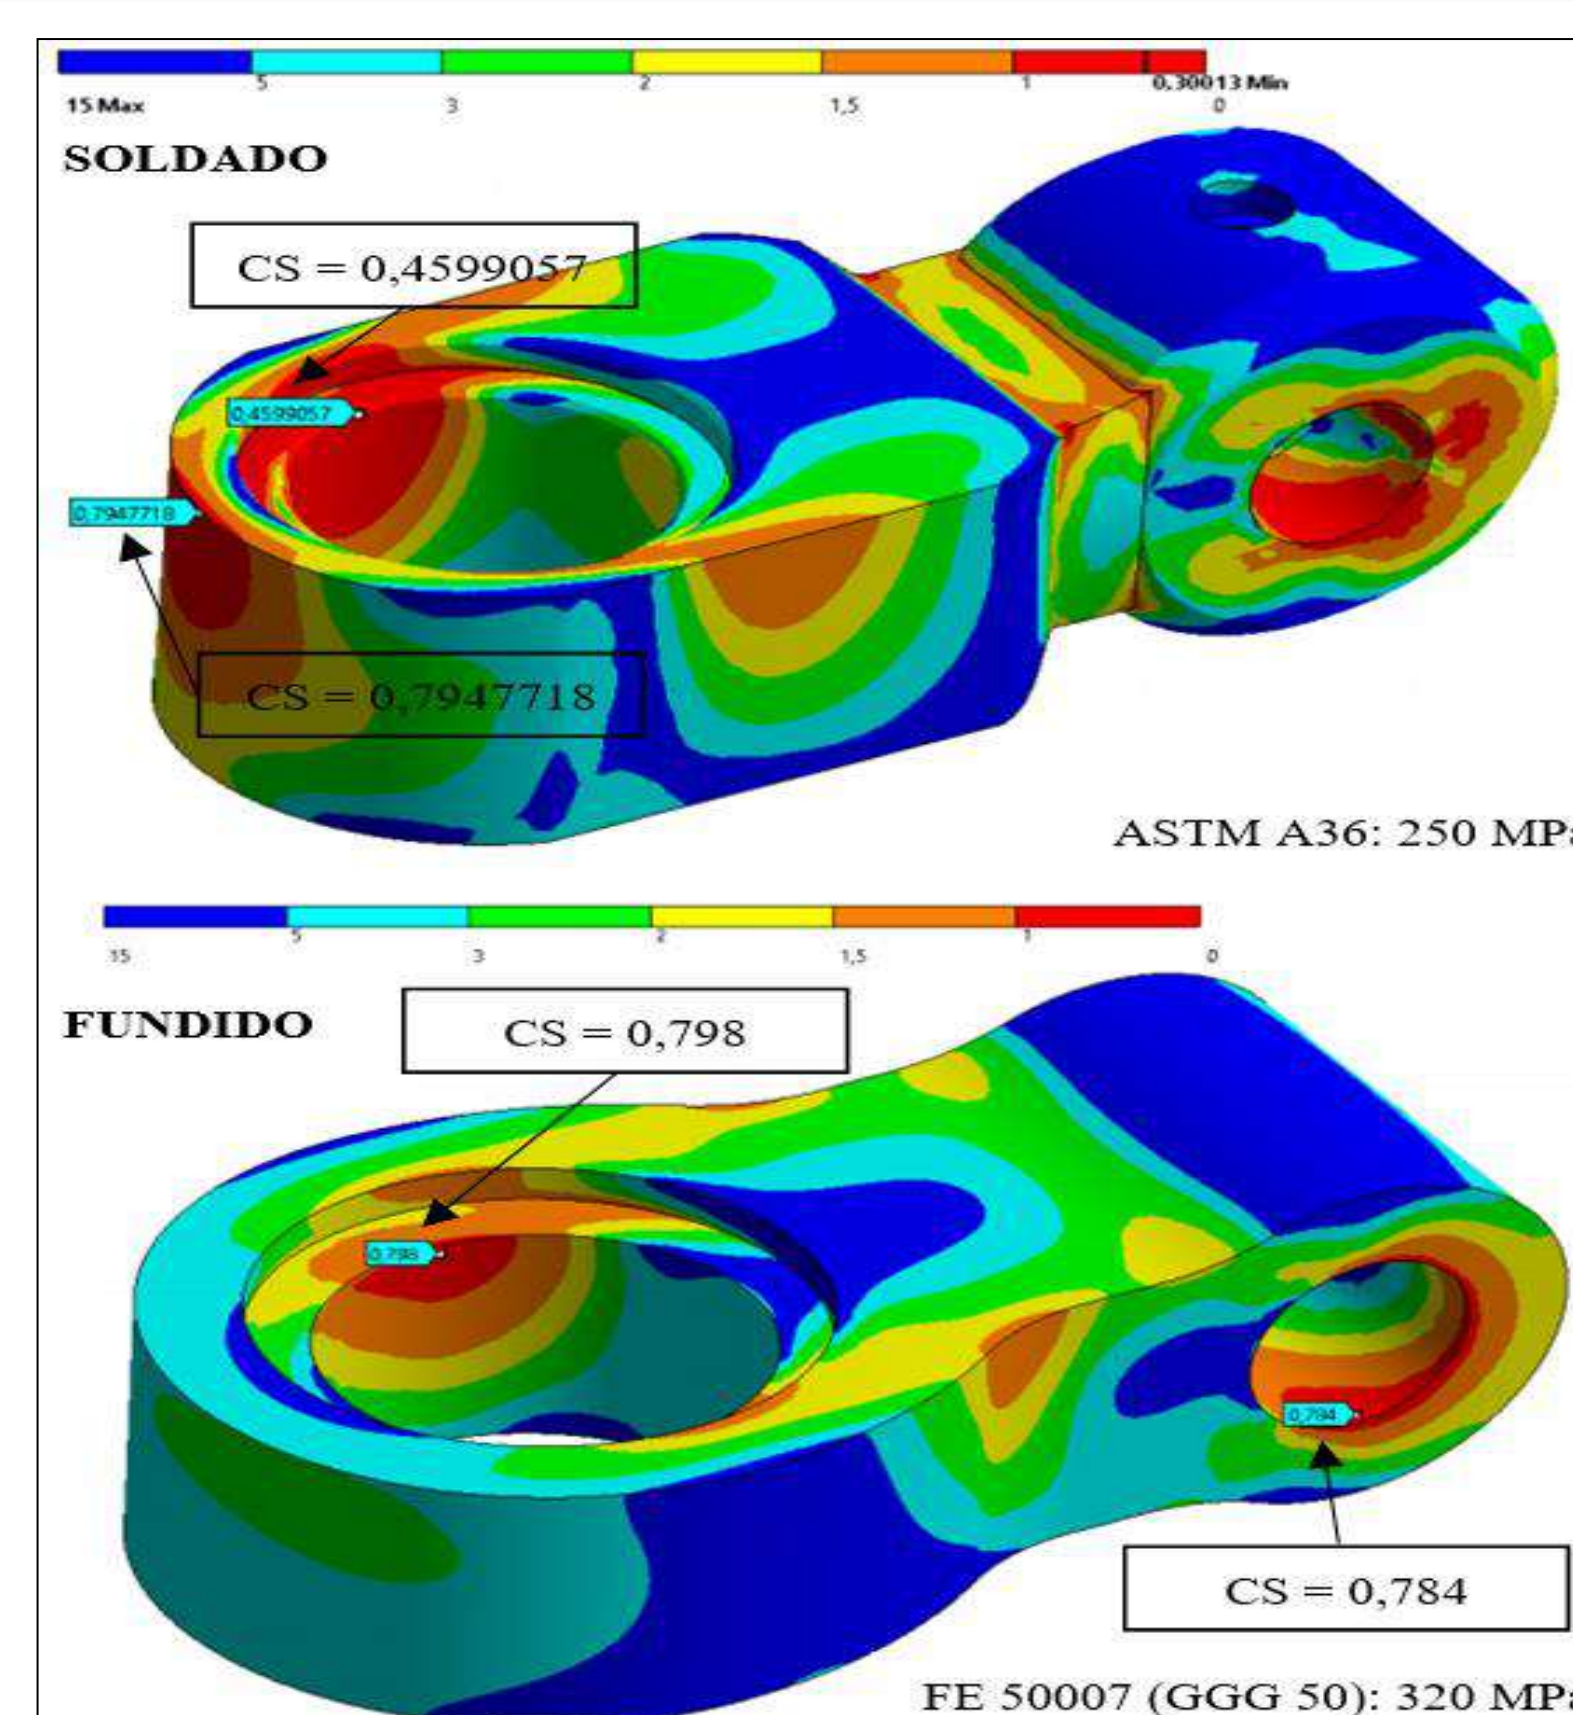 5 2 1 0,30013 Min
15 Max 3 1,5 0
SOLDADO
CS = 0,4599057
0,4599057
0,7947718
CS = 0,7947718
ASTM A36: 250 MPa
5 2 1
15 3 1,5 0
FUNDIDO
CS = 0,798
0,798
0,784
CS = 0,784
FE 50007 (GGG 50): 320 MPa